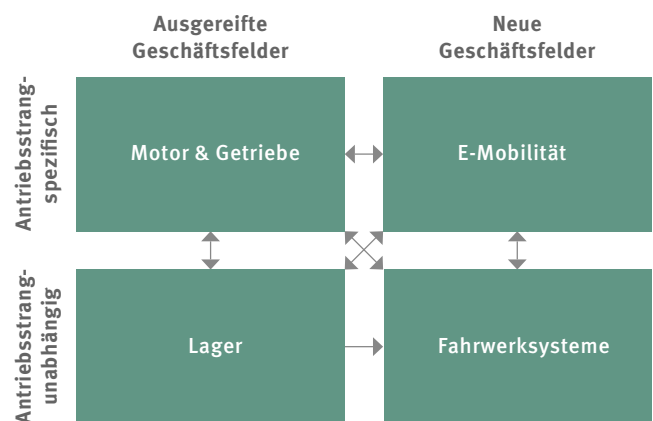 Ausgereifte
Geschäftsfelder
Neue
Geschäftsfelder
Antriebsstrang-
spezifisch
Motor & Getriebe
E-Mobilität
Antriebsstrang-
unabhängig
Lager
Fahrwerksysteme